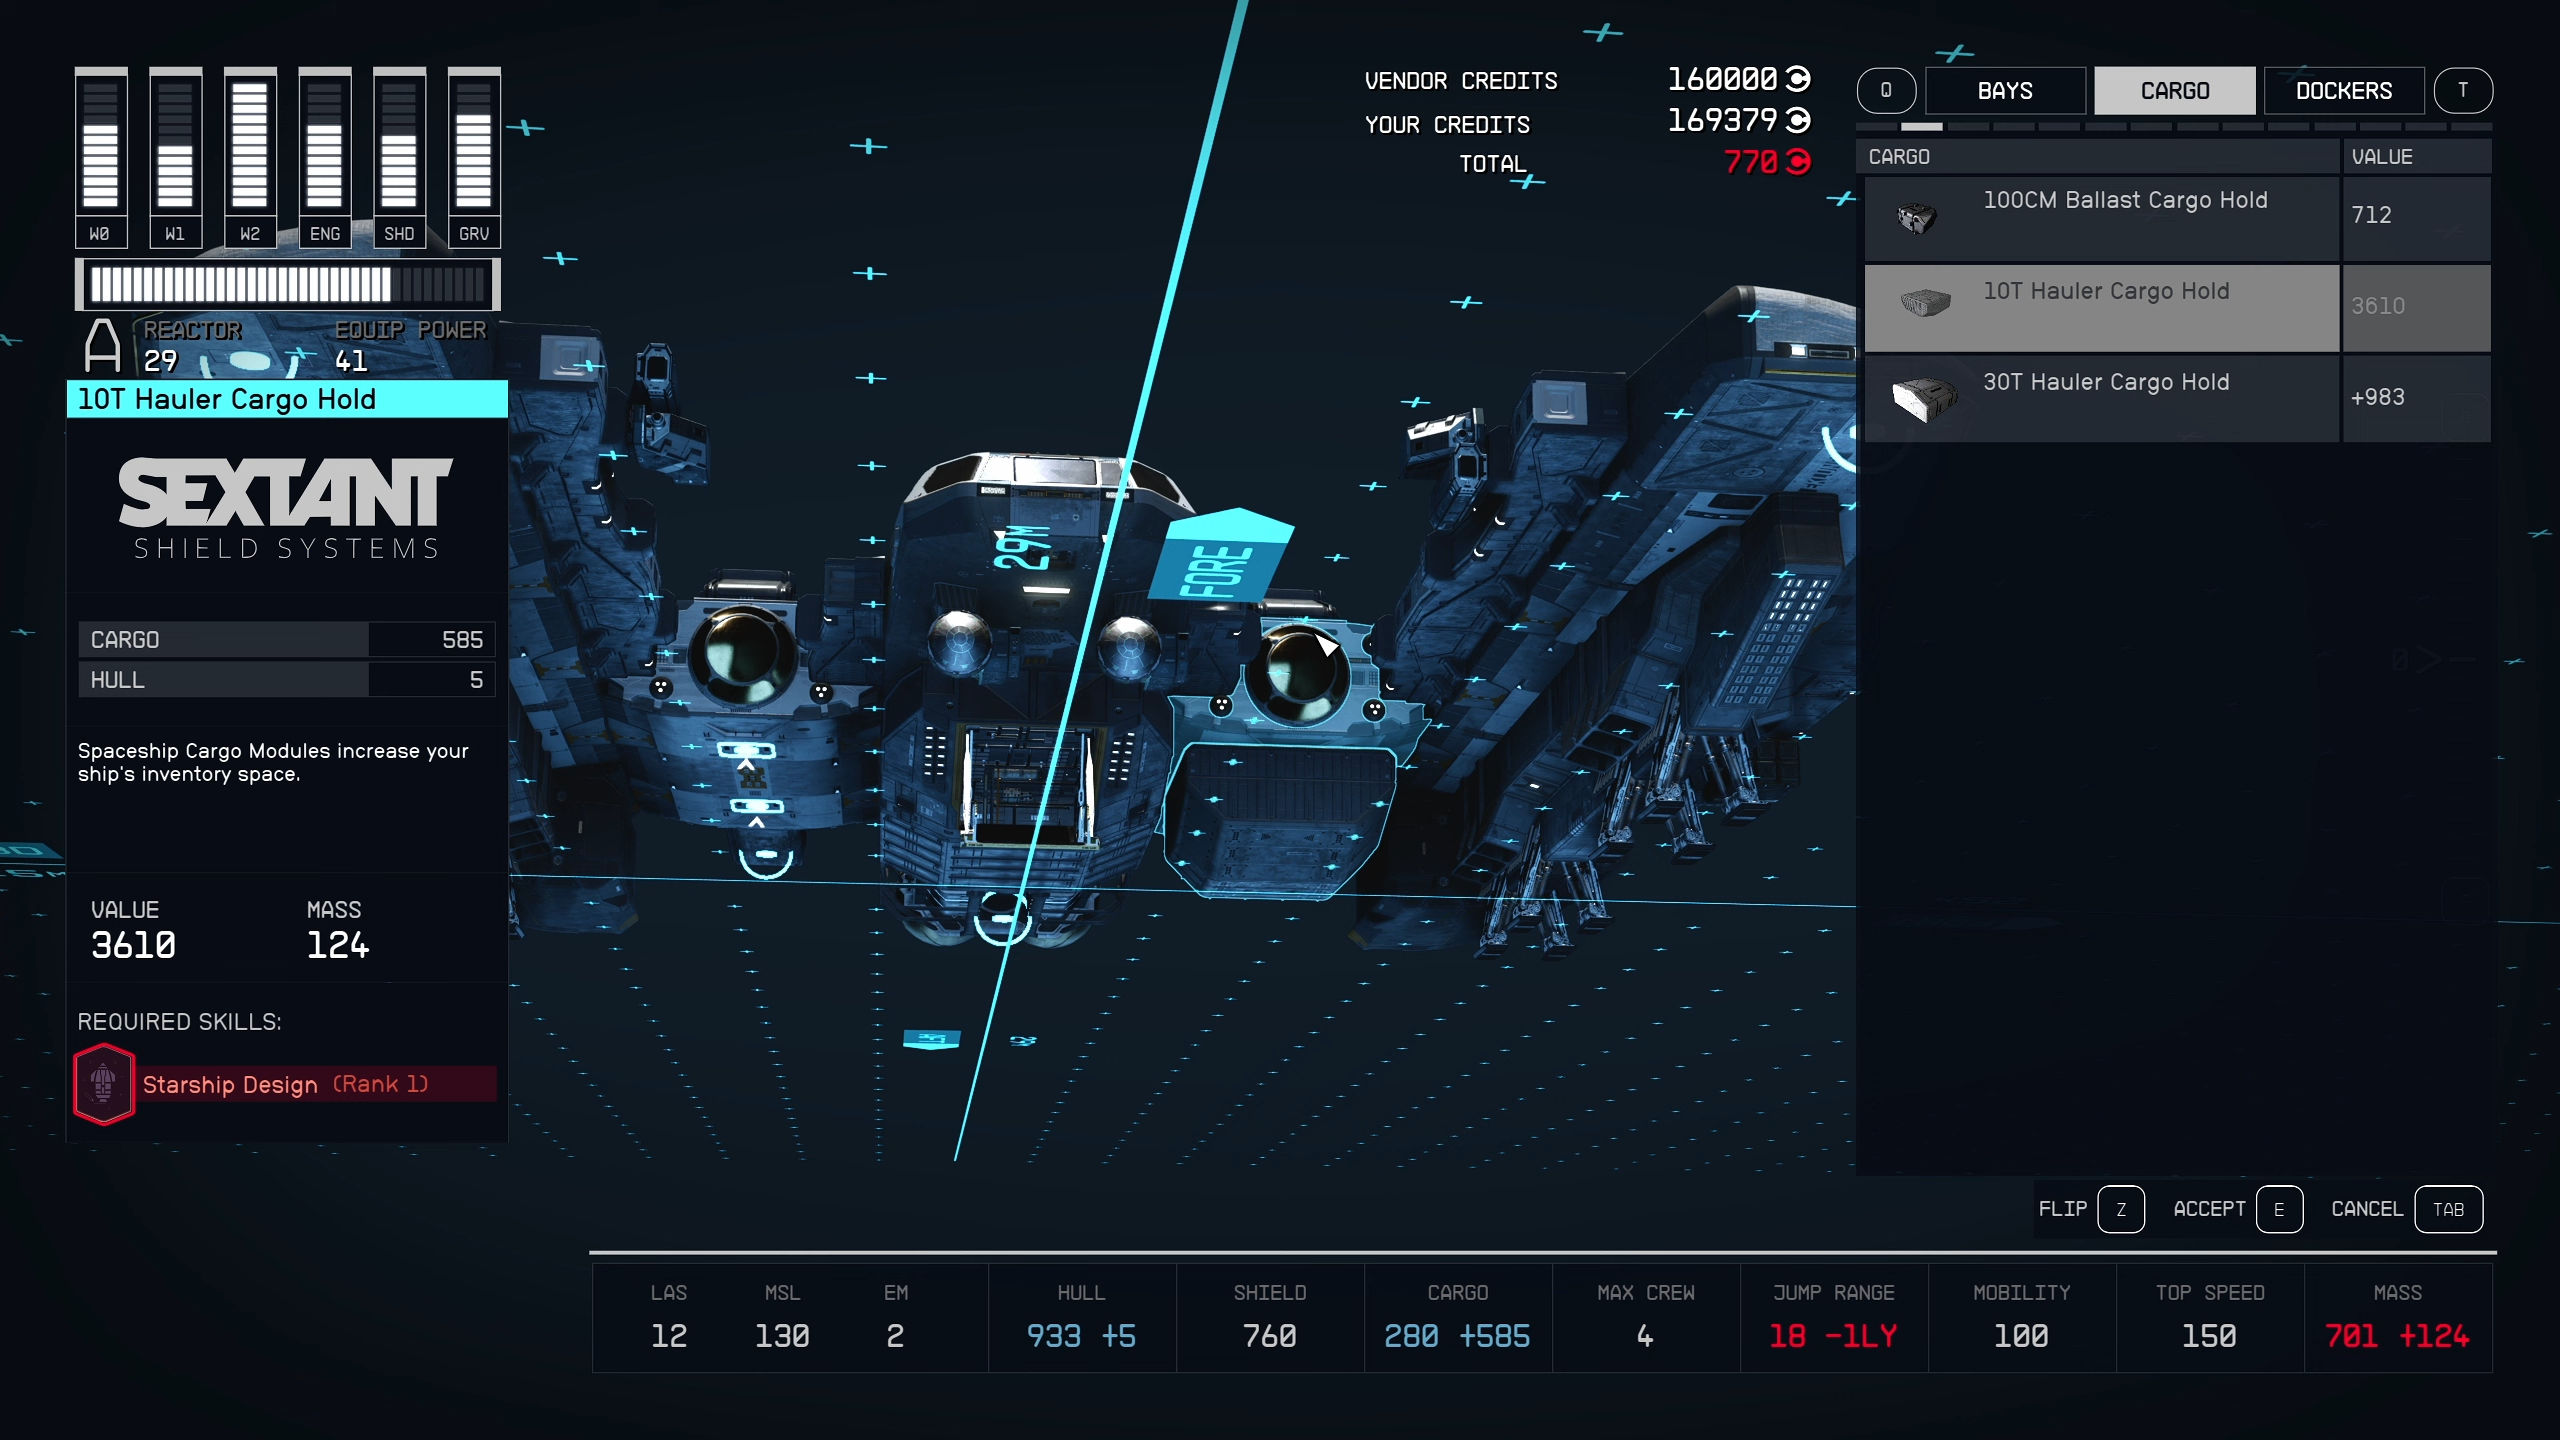 VENDOR CREDITS 160000
YOUR CREDITS 169379
TOTAL 770
Q BAYS CARGO DOCKERS T
CARGO VALUE
100CM Ballast Cargo Hold 712
10T Hauler Cargo Hold 3610
30T Hauler Cargo Hold +983
W0 W1 W2 ENG SHD GRV
A REACTOR EQUIP POWER
29 41
10T Hauler Cargo Hold
SEXTANT
SHIELD SYSTEMS
CARGO 585
HULL 5
Spaceship Cargo Modules increase your
ship's inventory space.
VALUE MASS
3610 124
REQUIRED SKILLS:
Starship Design (Rank 1)
29M
FORE
FLIP Z ACCEPT E CANCEL TAB
LAS MSL EM HULL SHIELD CARGO MAX CREW JUMP RANGE MOBILITY TOP SPEED MASS
12 130 2 933 +5 760 280 +585 4 18 -1LY 100 150 701 +124